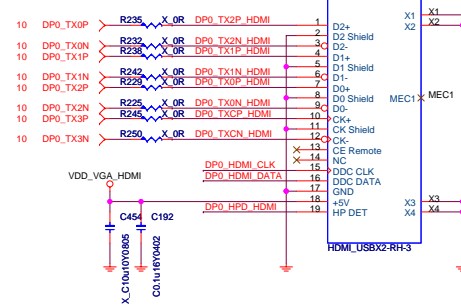 10 DP0_TX0P R235 X_0R DP0_TX2P_HDMI 1 D2+ X1 X1
2 D2 Shield X2 X2
10 DP0_TX0N R232 X_0R DP0_TX2N_HDMI 3 D2-
10 DP0_TX1P R238 X_0R DP0_TX1P_HDMI 4 D1+
5 D1 Shield
10 DP0_TX1N R242 X_0R DP0_TX1N_HDMI 6 D1-
10 DP0_TX2P R229 X_0R DP0_TX0P_HDMI 7 D0+
8 D0 Shield MEC1 MEC1
10 DP0_TX2N R225 X_0R DP0_TX0N_HDMI 9 D0-
10 DP0_TX3P R245 X_0R DP0_TXCP_HDMI 10 CK+
11 CK Shield
10 DP0_TX3N R250 X_0R DP0_TXCN_HDMI 12 CK-
13 CE Remote
14 NC
DP0_HDMI_CLK 15 DDC CLK
VDD_VGA_HDMI DP0_HDMI_DATA 16 DDC DATA
17 GND
18 +5V X3 X3
DP0_HPD_HDMI 19 HP DET X4 X4
C454 C192
HDMI_USBX2-RH-3
X_C10u10Y0805
C0.1u16Y0402